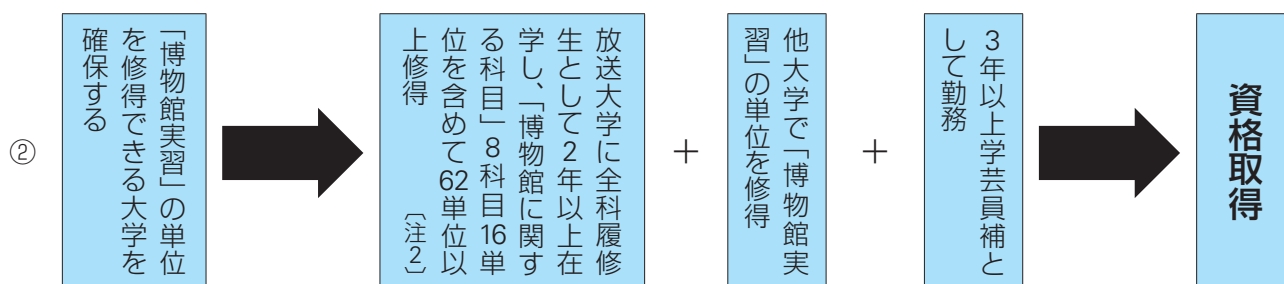 ②
「博物館実習」の単位
を修得できる大学を
確保する
放送大学に全科履修
生として2年以上在
学し、「博物館に関す
る科目」8科目16単
位を含めて62単位以
上修得
〔注2〕
+
他大学で「博物館実
習」の単位を修得
+
3年以上学芸員補と
して勤務
資格取得